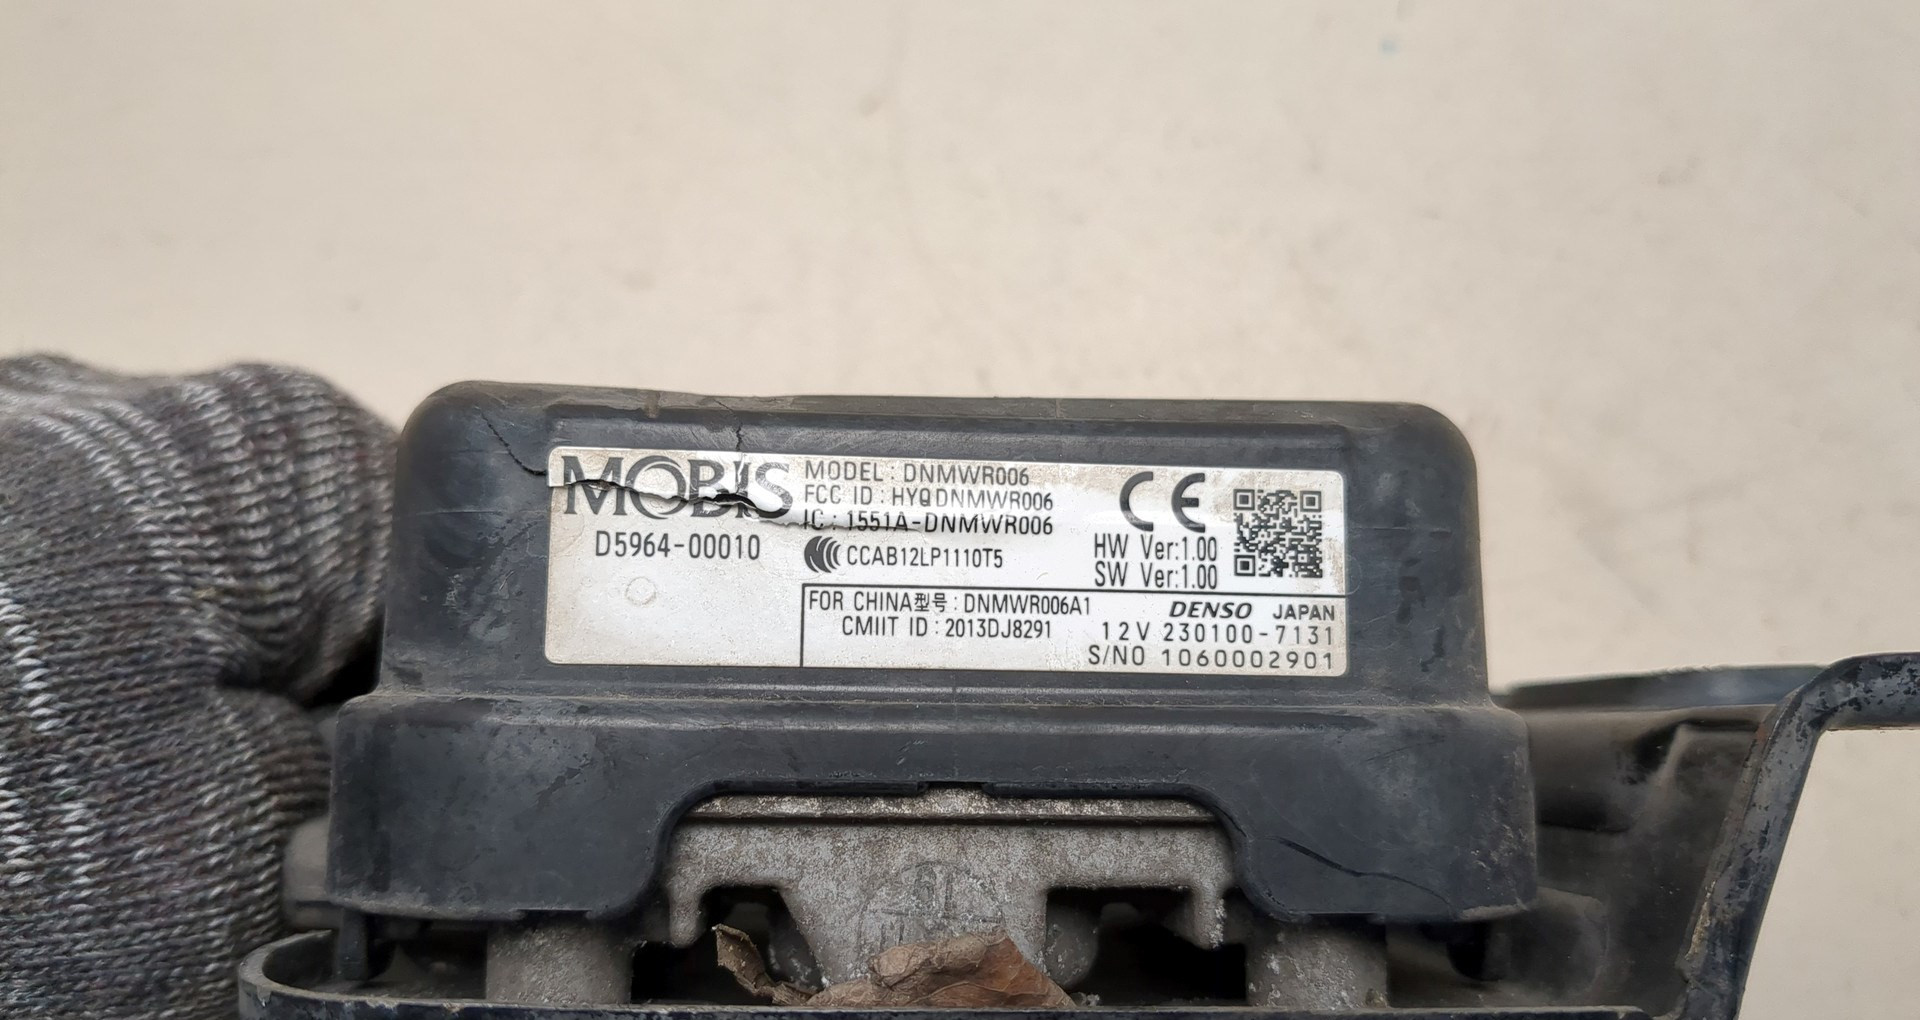 MOBIS
D5964-00010
MODEL : DNMWR006
FCC ID : HYQDNMWR006
IC : 1551A-DNMWR006
CCAB12LP1110T5
CE
HW Ver:1.00
SW Ver:1.00
FOR CHINA型号 : DNMWR006A1
CMIIT ID : 2013DJ8291
DENSO JAPAN
12V 230100-7131
S/NO 1060002901